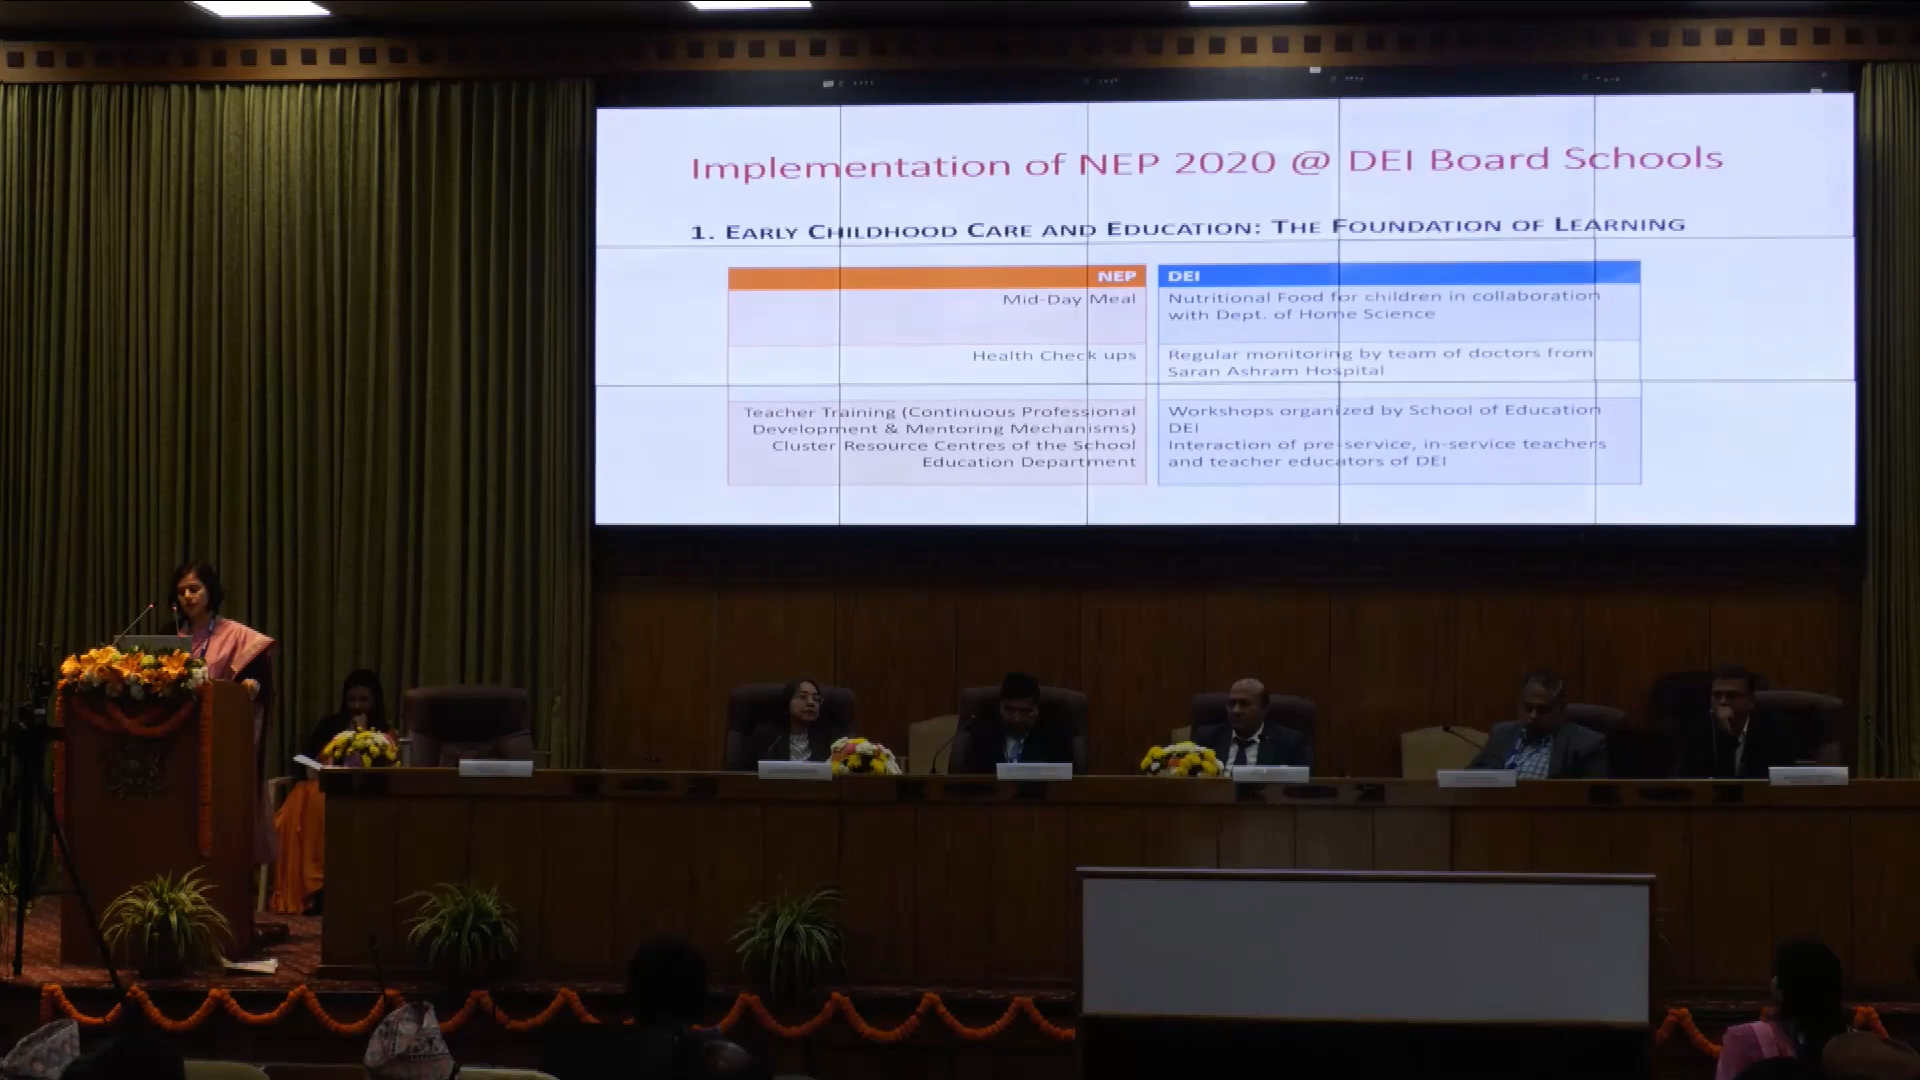 Implementation of NEP 2020 @ DEI Board Schools
1. EARLY CHILDHOOD CARE AND EDUCATION: THE FOUNDATION OF LEARNING
NEP
DEI
Mid-Day Meal
Nutritional Food for children in collaboration
with Dept. of Home Science
Health Check ups
Regular monitoring by team of doctors from
Saran Ashram Hospital
Teacher Training (Continuous Professional
Development & Mentoring Mechanisms)
Cluster Resource Centres of the School
Education Department
Workshops organized by School of Education
DEI
Interaction of pre-service, in-service teachers
and teacher educators of DEI